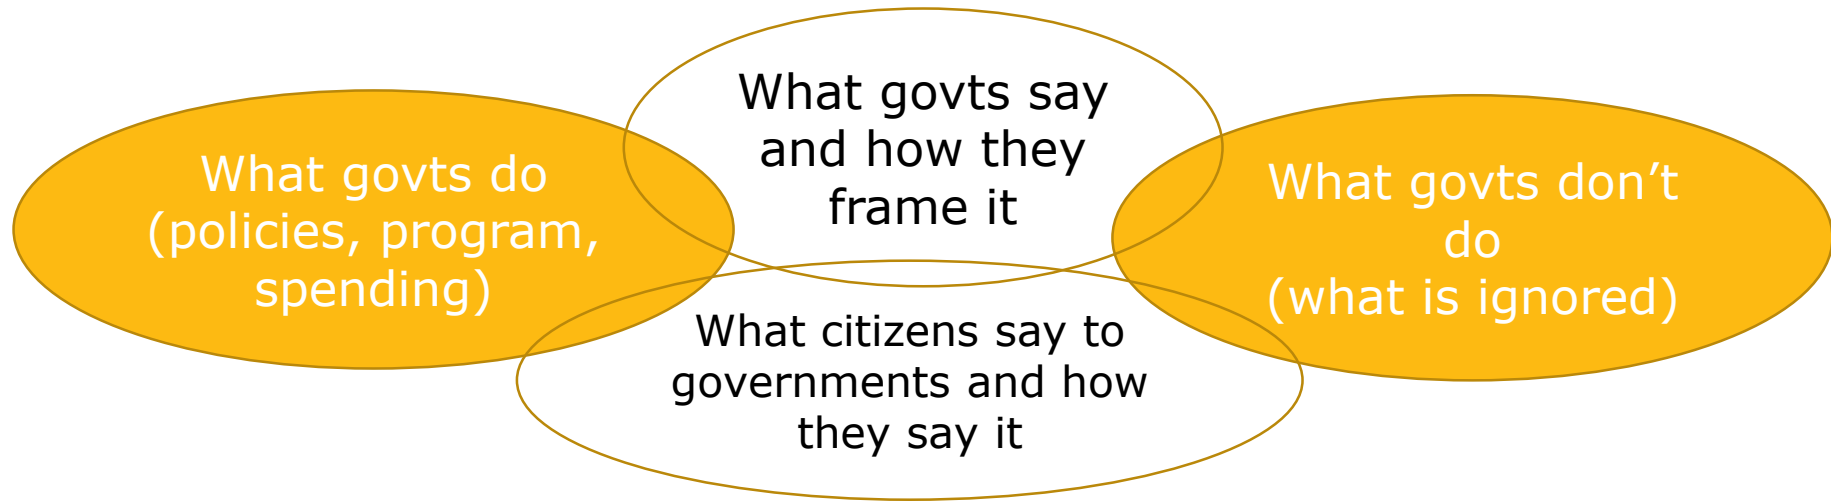 What govts do
(policies, program,
spending)
What govts say
and how they
frame it
What citizens say to
governments and how
they say it
What govts don’t
do
(what is ignored)